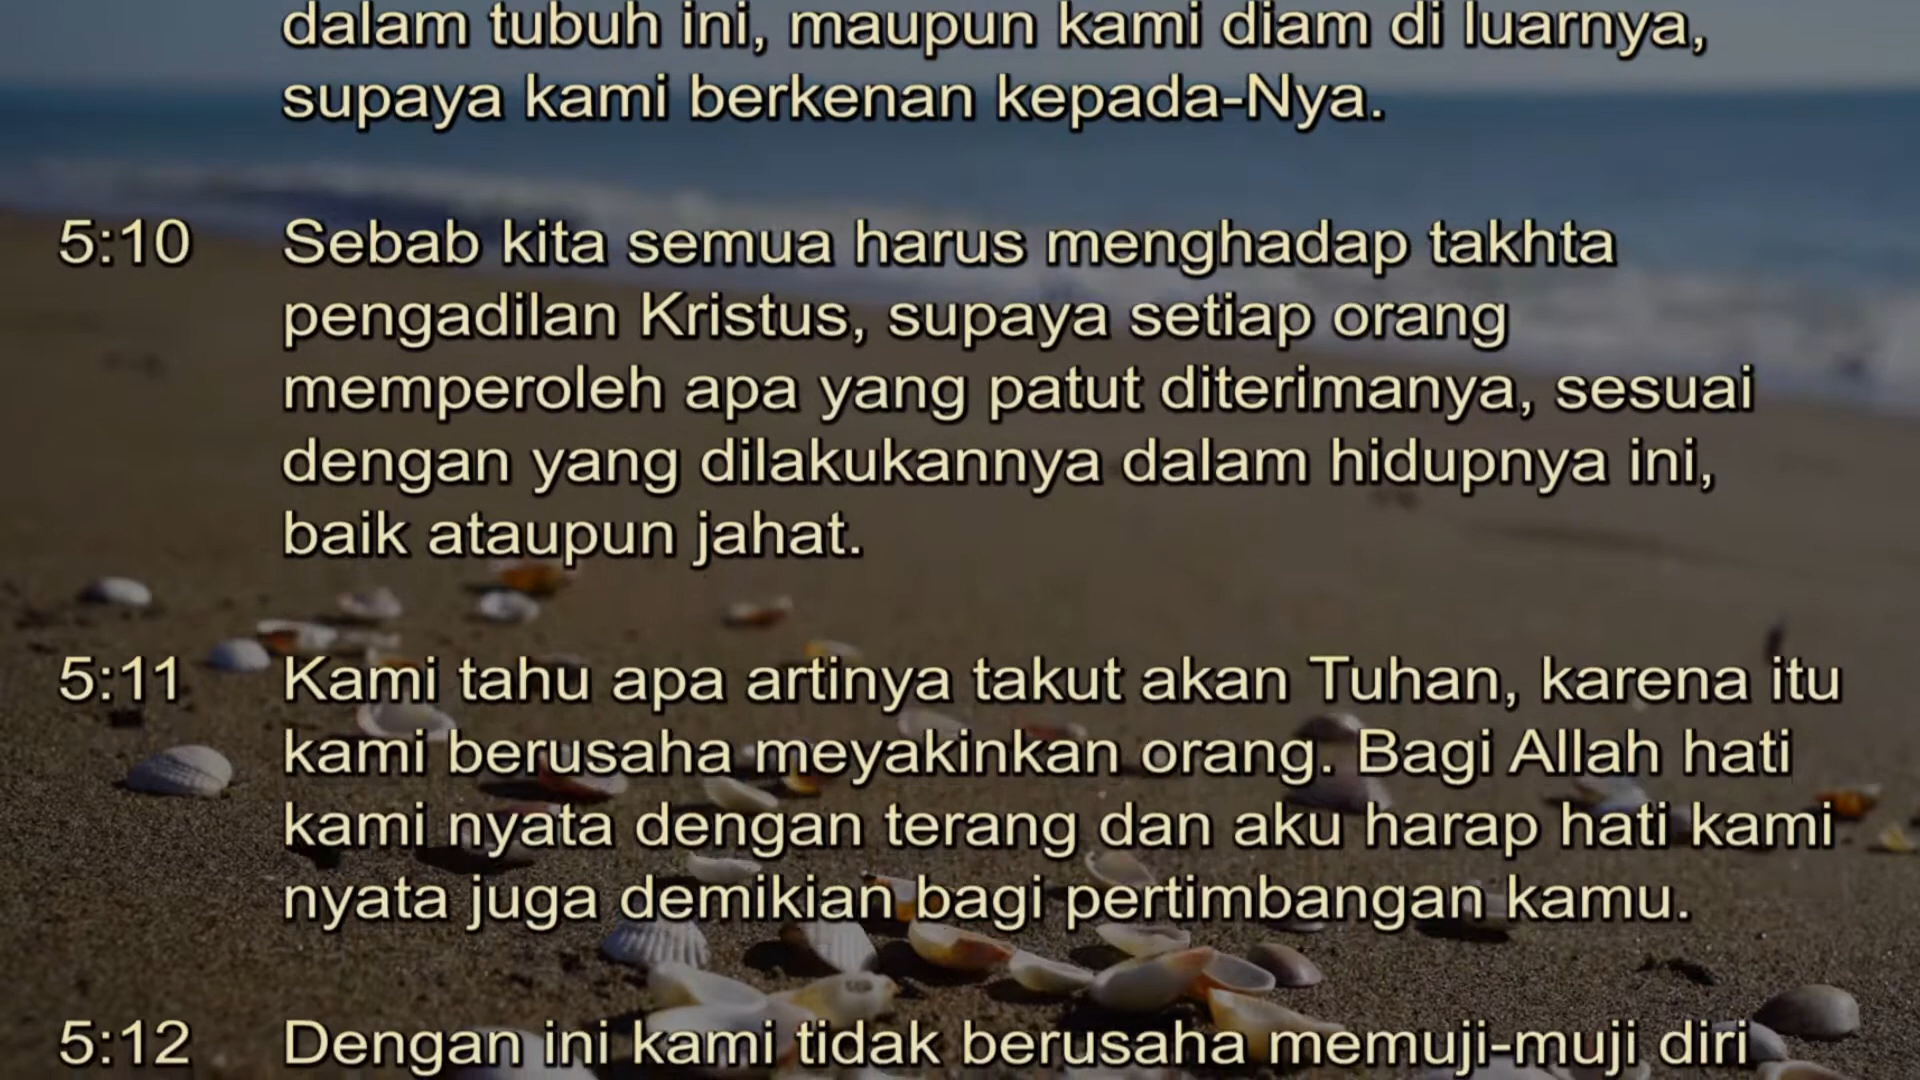 dalam tubuh ini, maupun kami diam di luarnya,
supaya kami berkenan kepada-Nya.
5:10 Sebab kita semua harus menghadap takhta
pengadilan Kristus, supaya setiap orang
memperoleh apa yang patut diterimanya, sesuai
dengan yang dilakukannya dalam hidupnya ini,
baik ataupun jahat.
5:11 Kami tahu apa artinya takut akan Tuhan, karena itu
kami berusaha meyakinkan orang. Bagi Allah hati
kami nyata dengan terang dan aku harap hati kami
nyata juga demikian bagi pertimbangan kamu.
5:12 Dengan ini kami tidak berusaha memuji-muji diri